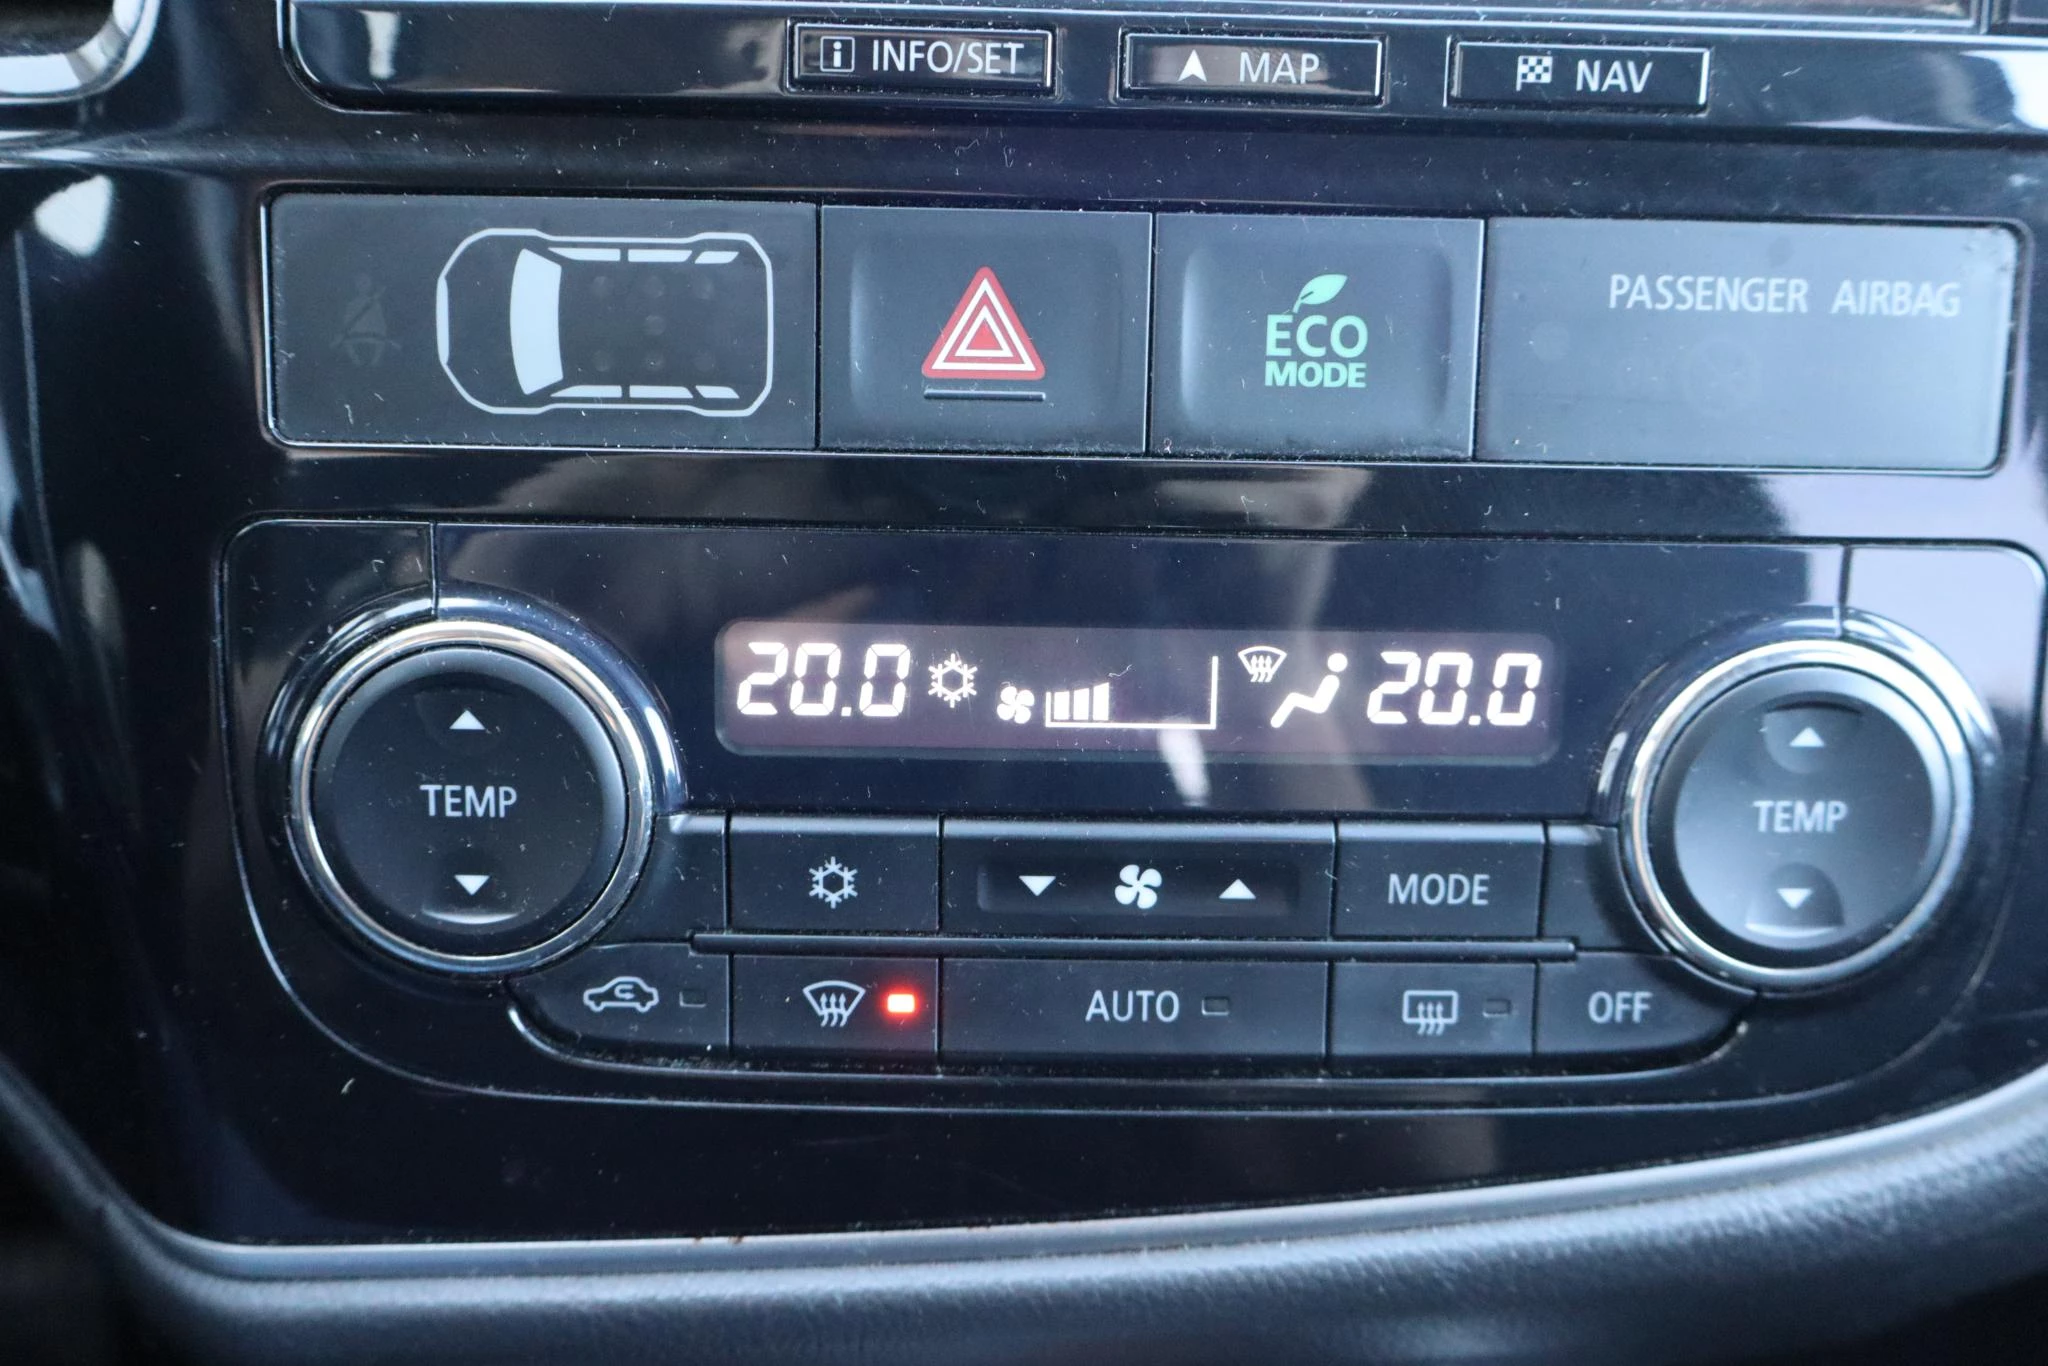 INFO/SET
MAP
NAV
ECO
MODE
PASSENGER AIRBAG
20.0
20.0
TEMP
TEMP
MODE
AUTO
OFF